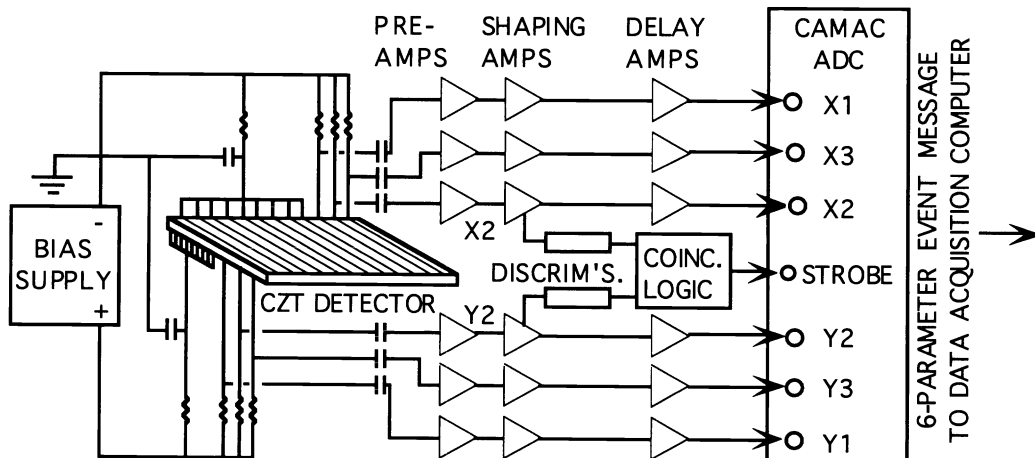 PRE-
AMPS
SHAPING
AMPS
DELAY
AMPS
CAMAC
ADC
X1
X3
X2
STROBE
Y2
Y3
Y1
X2
DISCRIM'S.
COINC.
LOGIC
Y2
-
BIAS
SUPPLY
+
CZT DETECTOR
6-PARAMETER EVENT MESSAGE
TO DATA ACQUISITION COMPUTER